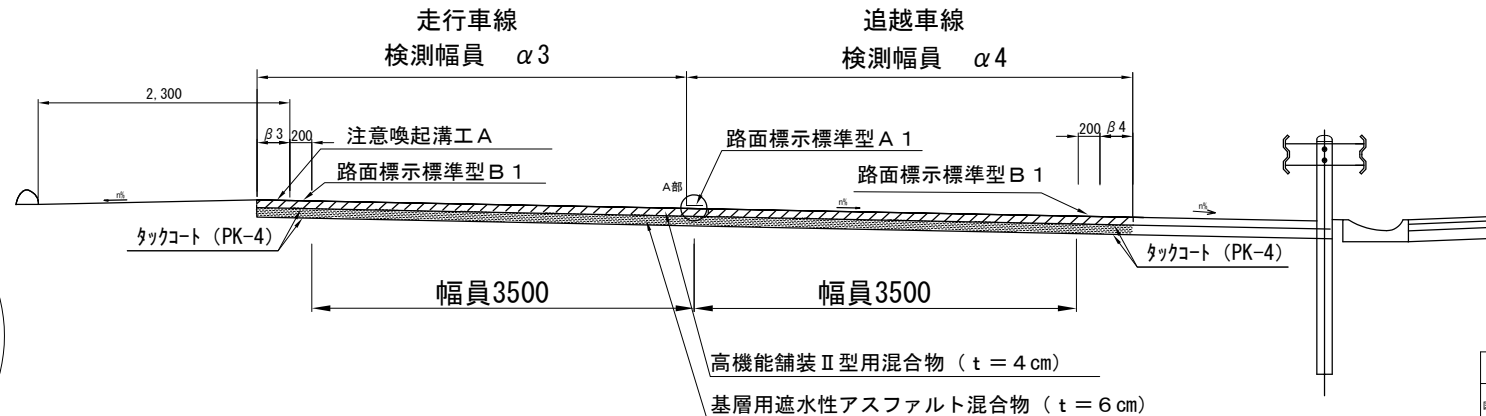 走行車線
検測幅員　α3
追越車線
検測幅員　α4
2,300
β3
200
注意喚起溝工A
路面標示標準型B1
路面標示標準型A1
200
β4
路面標示標準型B1
A部
n%
n%
n%
タックコート（PK-4）
タックコート（PK-4）
幅員3500
幅員3500
高機能舗装Ⅱ型用混合物（t＝4cm）
基層用遮水性アスファルト混合物（t＝6cm）